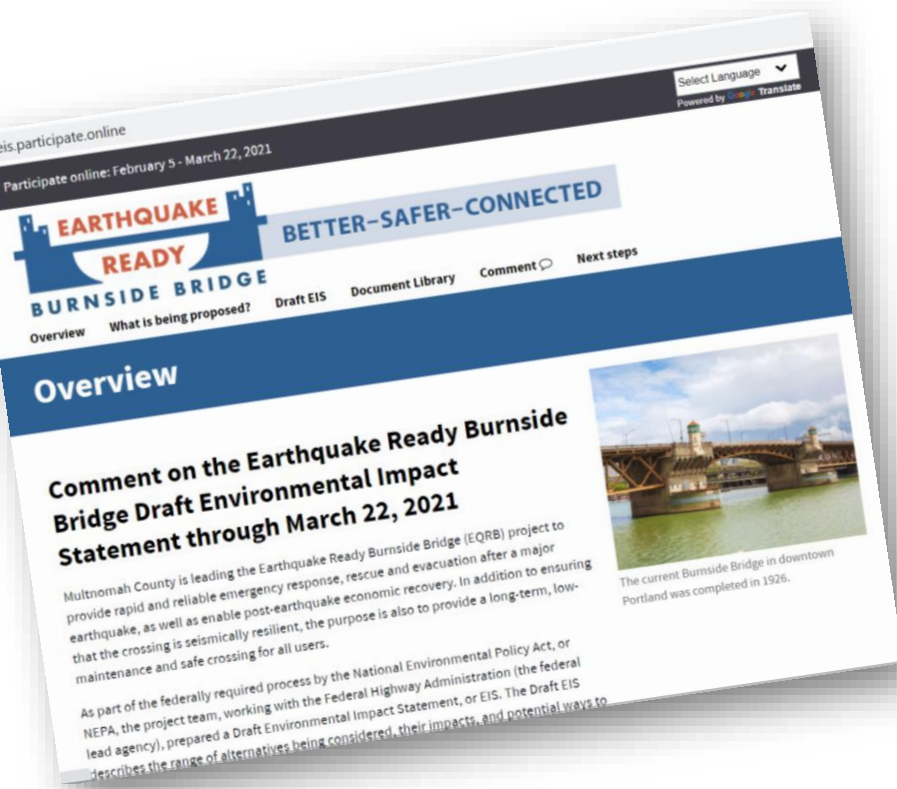 eis.participate.online
Participate online: February 5 - March 22, 2021
Select Language
Powered by Google Translate
EARTHQUAKE
READY
BURNSIDE BRIDGE
BETTER–SAFER–CONNECTED
Overview What is being proposed? Draft EIS Document Library Comment Next steps
Overview
Comment on the Earthquake Ready Burnside
Bridge Draft Environmental Impact
Statement through March 22, 2021
Multnomah County is leading the Earthquake Ready Burnside Bridge (EQRB) project to
provide rapid and reliable emergency response, rescue and evacuation after a major
earthquake, as well as enable post-earthquake economic recovery. In addition to ensuring
that the crossing is seismically resilient, the purpose is also to provide a long-term, low-
maintenance and safe crossing for all users.
As part of the federally required process by the National Environmental Policy Act, or
NEPA, the project team, working with the Federal Highway Administration (the federal
lead agency), prepared a Draft Environmental Impact Statement, or EIS. The Draft EIS
describes the range of alternatives being considered, their impacts, and potential ways to
The current Burnside Bridge in downtown
Portland was completed in 1926.